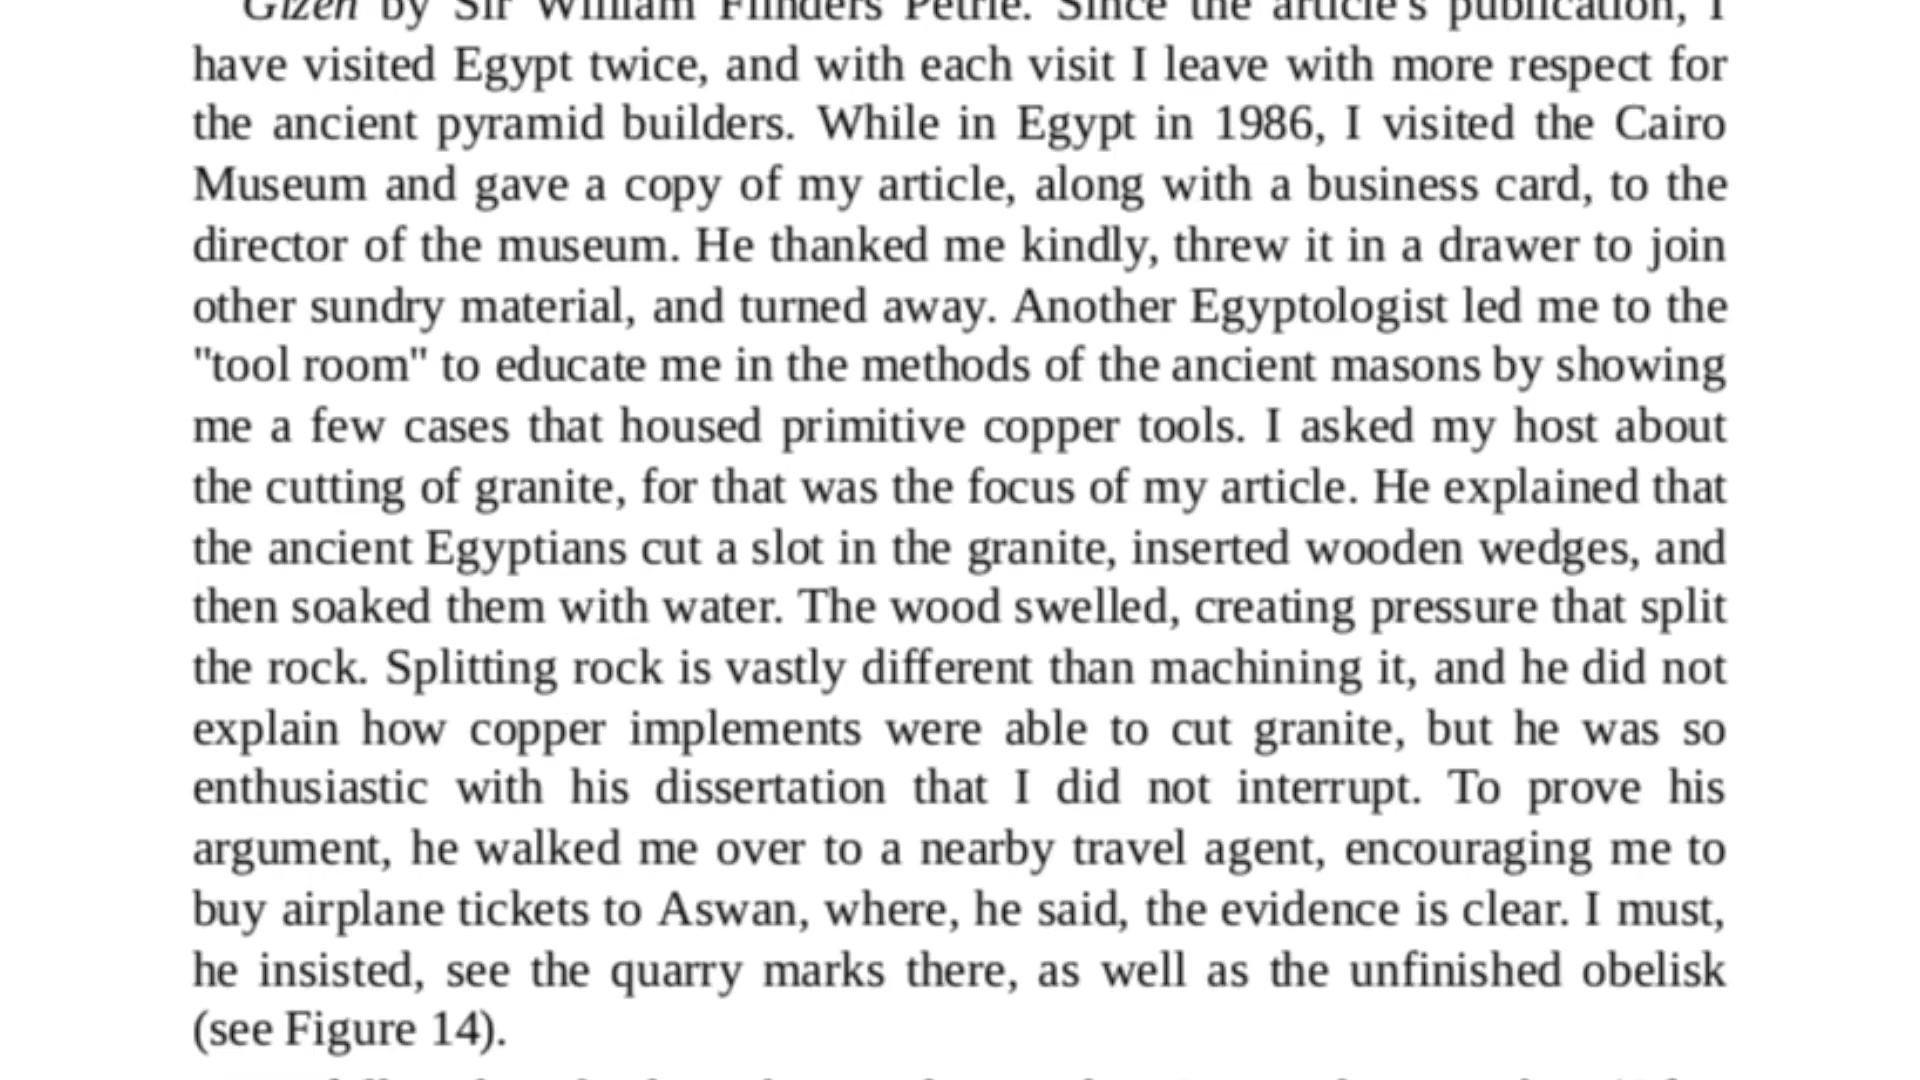 Gizeh by Sir William Flinders Petrie. Since the article's publication, I
have visited Egypt twice, and with each visit I leave with more respect for
the ancient pyramid builders. While in Egypt in 1986, I visited the Cairo
Museum and gave a copy of my article, along with a business card, to the
director of the museum. He thanked me kindly, threw it in a drawer to join
other sundry material, and turned away. Another Egyptologist led me to the
"tool room" to educate me in the methods of the ancient masons by showing
me a few cases that housed primitive copper tools. I asked my host about
the cutting of granite, for that was the focus of my article. He explained that
the ancient Egyptians cut a slot in the granite, inserted wooden wedges, and
then soaked them with water. The wood swelled, creating pressure that split
the rock. Splitting rock is vastly different than machining it, and he did not
explain how copper implements were able to cut granite, but he was so
enthusiastic with his dissertation that I did not interrupt. To prove his
argument, he walked me over to a nearby travel agent, encouraging me to
buy airplane tickets to Aswan, where, he said, the evidence is clear. I must,
he insisted, see the quarry marks there, as well as the unfinished obelisk
(see Figure 14).